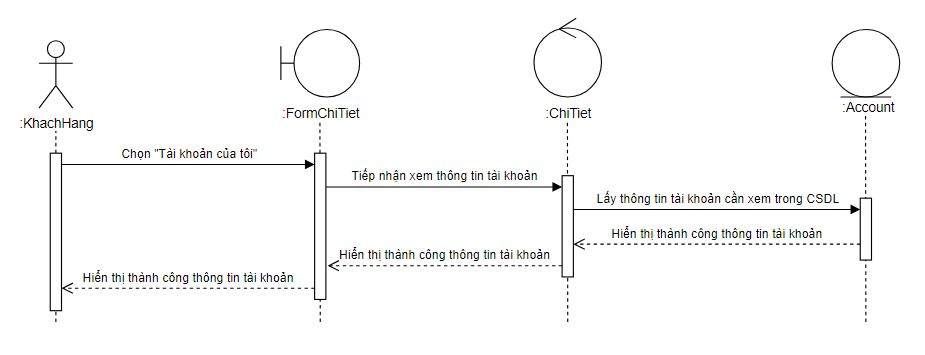 :KhachHang
:FormChiTiet
:ChiTiet
:Account
Chọn "Tài khoản của tôi"
Tiếp nhận xem thông tin tài khoản
Lấy thông tin tài khoản cần xem trong CSDL
Hiển thị thành công thông tin tài khoản
Hiển thị thành công thông tin tài khoản
Hiển thị thành công thông tin tài khoản